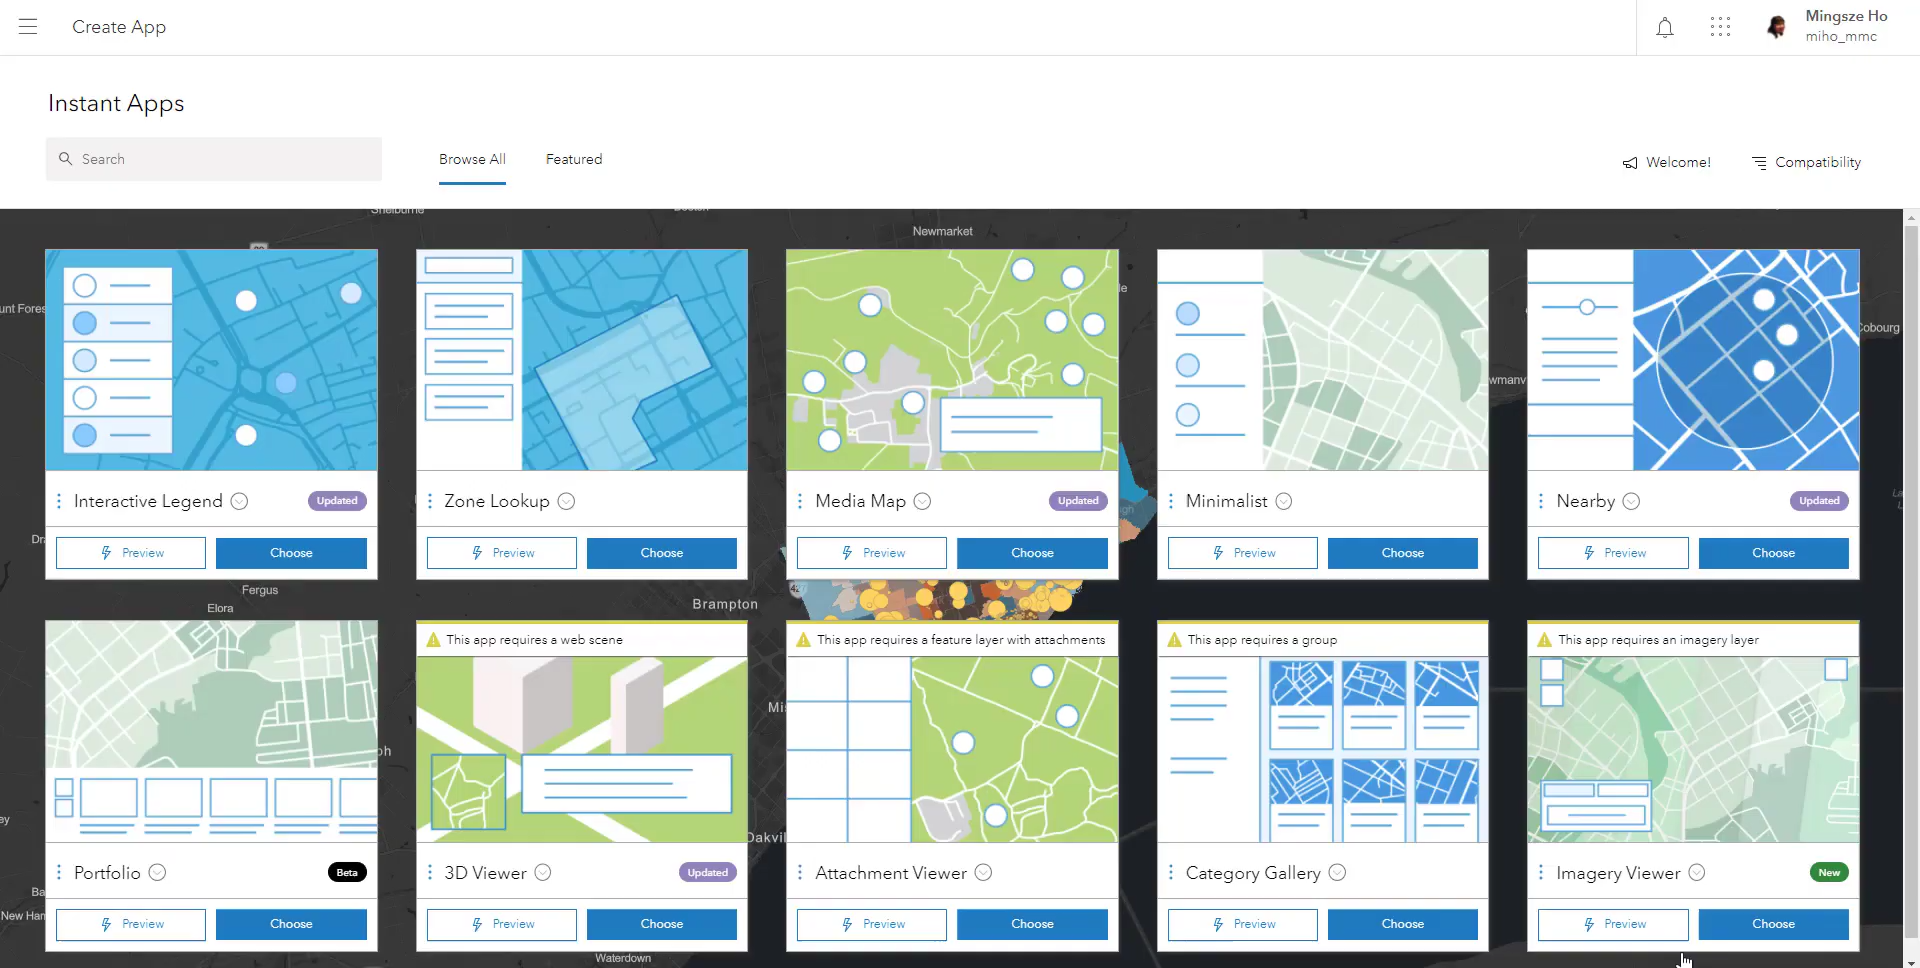 Create App
Mingsze Ho
miho_mmc
Instant Apps
Search
Browse All
Featured
Welcome!
Compatibility
Newmarket
Interactive Legend
Updated
Zone Lookup
Media Map
Updated
Minimalist
Nearby
Updated
Preview
Choose
Preview
Choose
Preview
Choose
Preview
Choose
Preview
Choose
Fergus
Elora
Brampton
This app requires a web scene
This app requires a feature layer with attachments
This app requires a group
This app requires an imagery layer
Portfolio
Beta
3D Viewer
Updated
Attachment Viewer
Category Gallery
Imagery Viewer
New
Preview
Choose
Preview
Choose
Preview
Choose
Preview
Choose
Preview
Choose
Waterdown